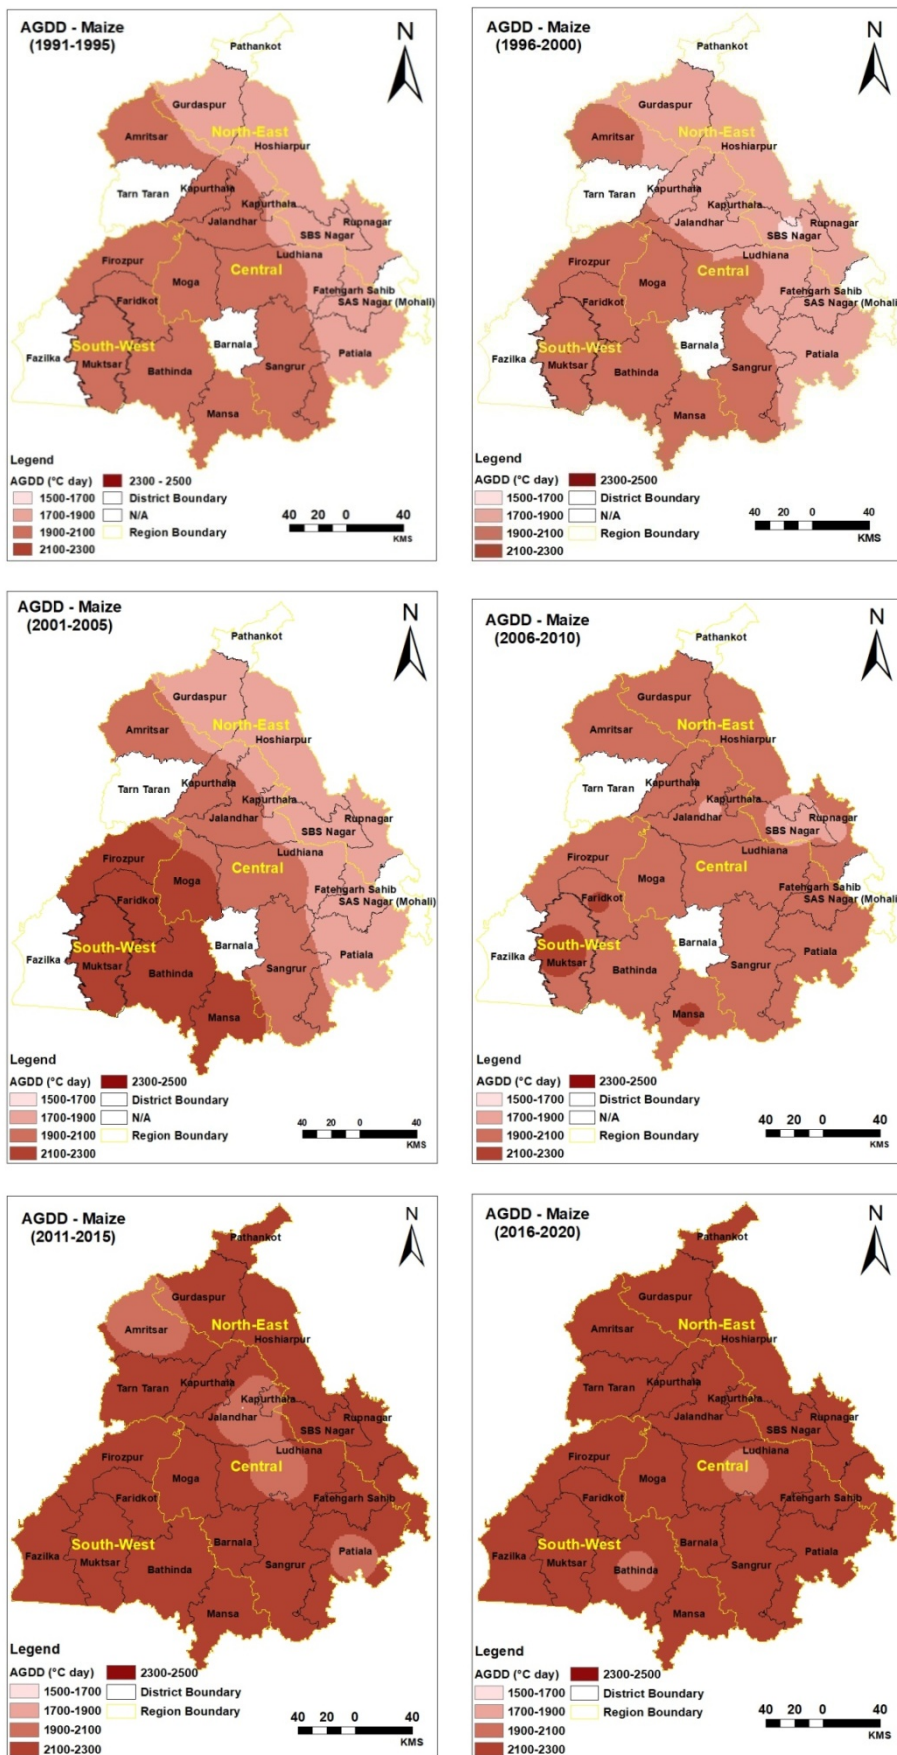 AGDD - Maize
(1991-1995)
N
Pathankot
Gurdaspur
North-East
Amritsar
Hoshiarpur
Tarn Taran
Kapurthala
Kapurthala
Jalandhar
Rupnagar
SBS Nagar
Ludhiana
Firozpur
Moga
Central
Fatehgarh Sahib
Faridkot
SAS Nagar (Mohali)
South-West
Barnala
Patiala
Fazilka
Muktsar
Bathinda
Sangrur
Mansa
Legend
AGDD (°C day)
2300 - 2500
1500-1700
District Boundary
1700-1900
N/A
1900-2100
Region Boundary
2100-2300
40 20 0 40
KMS
AGDD - Maize
(1996-2000)
N
Pathankot
Gurdaspur
North-East
Amritsar
Hoshiarpur
Tarn Taran
Kapurthala
Kapurthala
Jalandhar
Rupnagar
SBS Nagar
Ludhiana
Firozpur
Moga
Central
Fatehgarh Sahib
Faridkot
SAS Nagar (Mohali)
South-West
Barnala
Patiala
Fazilka
Muktsar
Bathinda
Sangrur
Mansa
Legend
AGDD (°C day)
2300-2500
1500-1700
District Boundary
1700-1900
N/A
1900-2100
Region Boundary
2100-2300
40 20 0 40
KMS
AGDD - Maize
(2001-2005)
N
Pathankot
Gurdaspur
North-East
Amritsar
Hoshiarpur
Tarn Taran
Kapurthala
Kapurthala
Jalandhar
Rupnagar
SBS Nagar
Ludhiana
Firozpur
Moga
Central
Fatehgarh Sahib
Faridkot
SAS Nagar (Mohali)
South-West
Barnala
Patiala
Fazilka
Muktsar
Bathinda
Sangrur
Mansa
Legend
AGDD (°C day)
2300-2500
1500-1700
District Boundary
1700-1900
N/A
1900-2100
Region Boundary
2100-2300
40 20 0 40
KMS
AGDD - Maize
(2006-2010)
N
Pathankot
Gurdaspur
North-East
Amritsar
Hoshiarpur
Tarn Taran
Kapurthala
Kapurthala
Jalandhar
Rupnagar
SBS Nagar
Ludhiana
Firozpur
Moga
Central
Fatehgarh Sahib
Faridkot
SAS Nagar (Mohali)
South-West
Barnala
Patiala
Fazilka
Muktsar
Bathinda
Sangrur
Mansa
Legend
AGDD (°C day)
2300-2500
1500-1700
District Boundary
1700-1900
N/A
1900-2100
Region Boundary
2100-2300
40 20 0 40
KMS
AGDD - Maize
(2011-2015)
N
Pathankot
Gurdaspur
North-East
Amritsar
Hoshiarpur
Tarn Taran
Kapurthala
Kapurthala
Jalandhar
Rupnagar
SBS Nagar
Ludhiana
Firozpur
Moga
Central
Faridkot
Fatehgarh Sahib
South-West
Barnala
Patiala
Fazilka
Muktsar
Bathinda
Sangrur
Mansa
Legend
AGDD (°C day)
2300-2500
1500-1700
District Boundary
1700-1900
Region Boundary
1900-2100
2100-2300
40 20 0 40
KMS
AGDD - Maize
(2016-2020)
N
Pathankot
Gurdaspur
North-East
Amritsar
Hoshiarpur
Tarn Taran
Kapurthala
Kapurthala
Jalandhar
Rupnagar
SBS Nagar
Ludhiana
Firozpur
Moga
Central
Faridkot
Fatehgarh Sahib
South-West
Barnala
Patiala
Fazilka
Muktsar
Bathinda
Sangrur
Mansa
Legend
AGDD (°C day)
2300-2500
1500-1700
District Boundary
1700-1900
Region Boundary
1900-2100
2100-2300
40 20 0 40
KMS